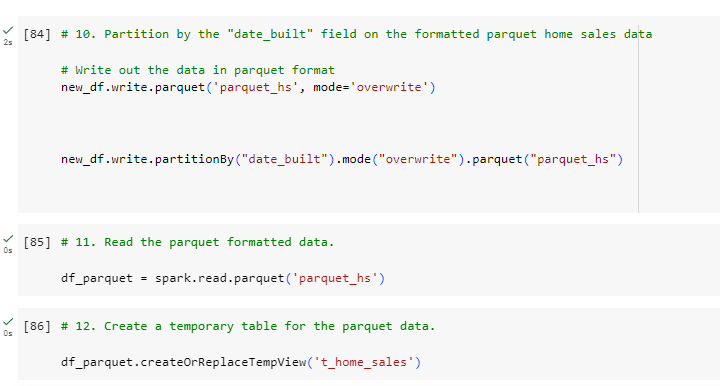 [84] # 10. Partition by the "date_built" field on the formatted parquet home sales data
2s
# Write out the data in parquet format
new_df.write.parquet('parquet_hs', mode='overwrite')
new_df.write.partitionBy("date_built").mode("overwrite").parquet("parquet_hs")
[85] # 11. Read the parquet formatted data.
0s
df_parquet = spark.read.parquet('parquet_hs')
[86] # 12. Create a temporary table for the parquet data.
0s
df_parquet.createOrReplaceTempView('t_home_sales')